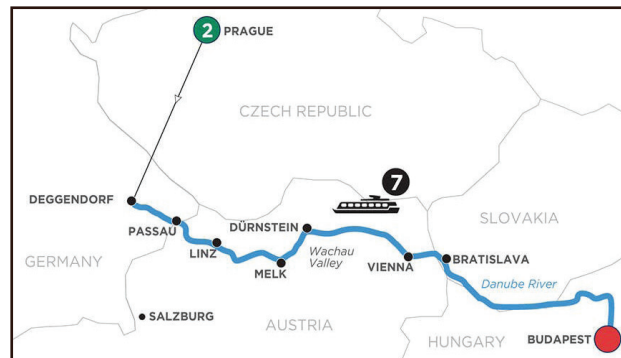 2 PRAGUE
CZECH REPUBLIC
7
DEGGENDORF
PASSAU
DÜRNSTEIN
SLOVAKIA
LINZ
Wachau
Valley
GERMANY
MELK
VIENNA
BRATISLAVA
Danube River
SALZBURG
AUSTRIA
HUNGARY
BUDAPEST